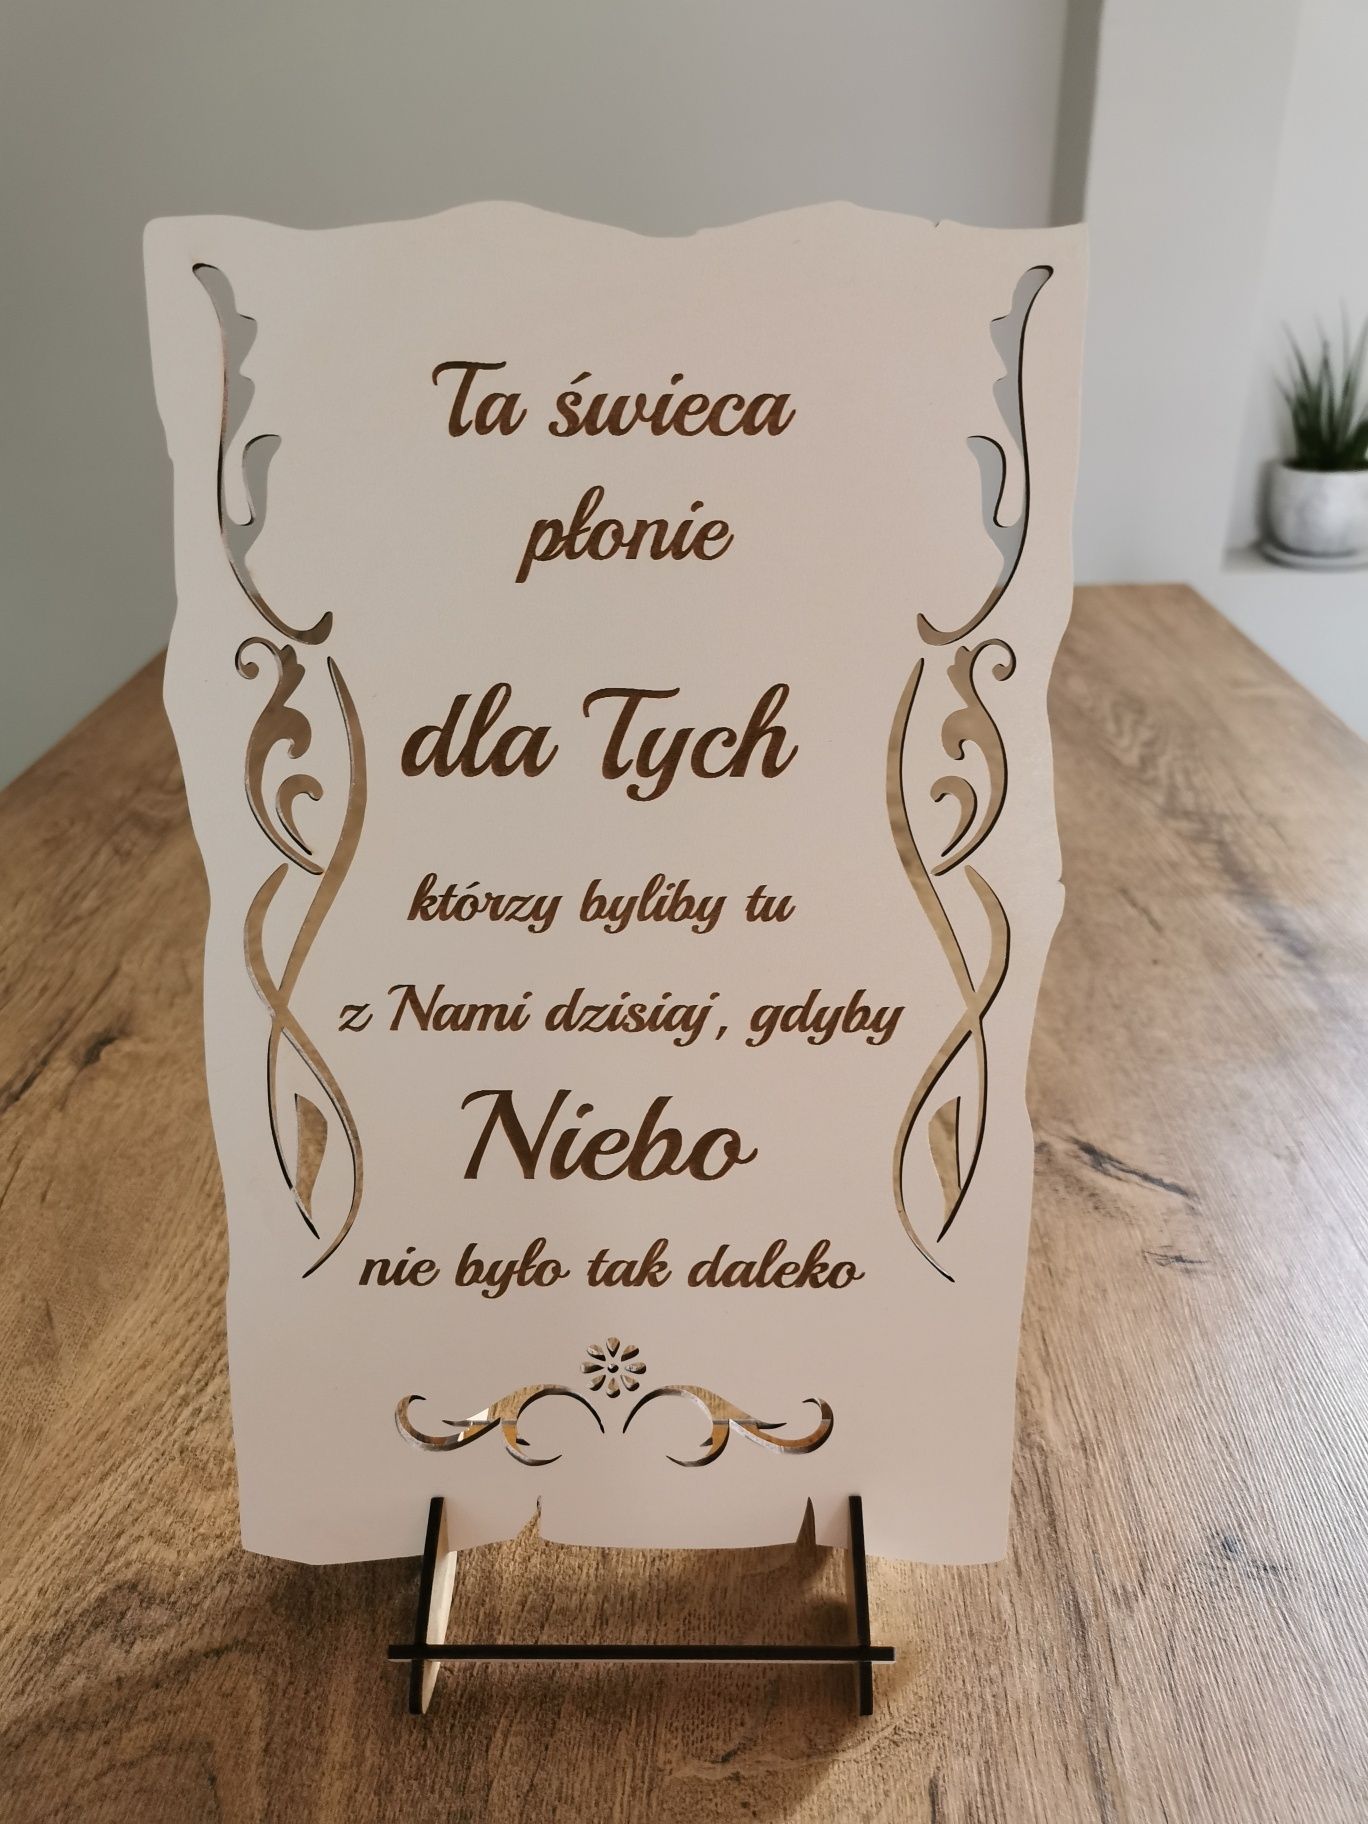 Ta świeca
płonie
dla Tych
którzy byliby tu
z Nami dzisiaj, gdyby
Niebo
nie było tak daleko